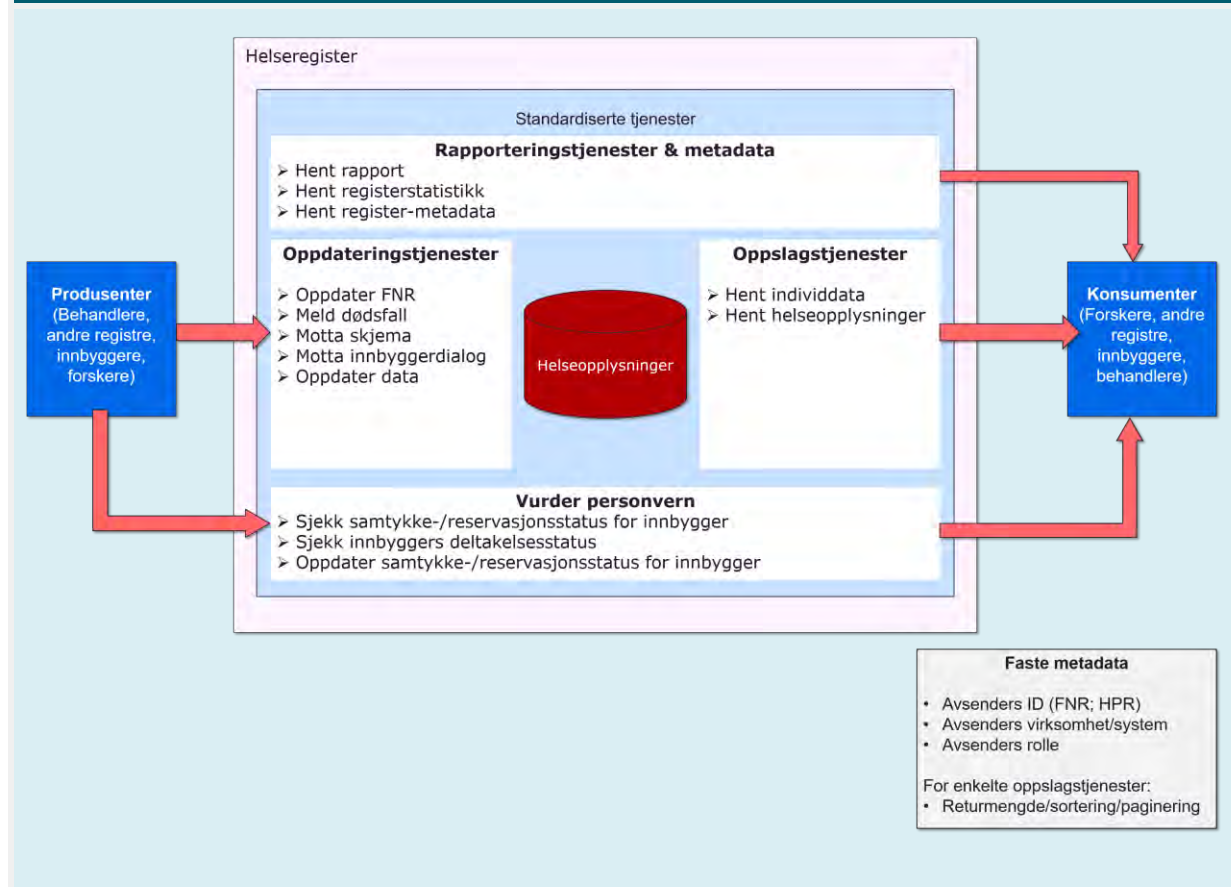 Helseregister
Standardiserte tjenester
Rapporteringstjenester & metadata
➢ Hent rapport
➢ Hent registerstatistikk
➢ Hent register-metadata
Produsenter
(Behandlere,
andre registre,
innbyggere,
forskere)
Oppdateringstjenester
➢ Oppdater FNR
➢ Meld dødsfall
➢ Motta skjema
➢ Motta innbyggerdialog
➢ Oppdater data
Helseopplysninger
Oppslagstjenester
➢ Hent individdata
➢ Hent helseopplysninger
Konsumenter
(Forskere, andre
registre,
innbyggere,
behandlere)
Vurder personvern
➢ Sjekk samtykke-/reservasjonsstatus for innbygger
➢ Sjekk innbyggers deltakelsesstatus
➢ Oppdater samtykke-/reservasjonsstatus for innbygger
Faste metadata
• Avsenders ID (FNR; HPR)
• Avsenders virksomhet/system
• Avsenders rolle
For enkelte oppslagstjenester:
• Returmengde/sortering/paginering